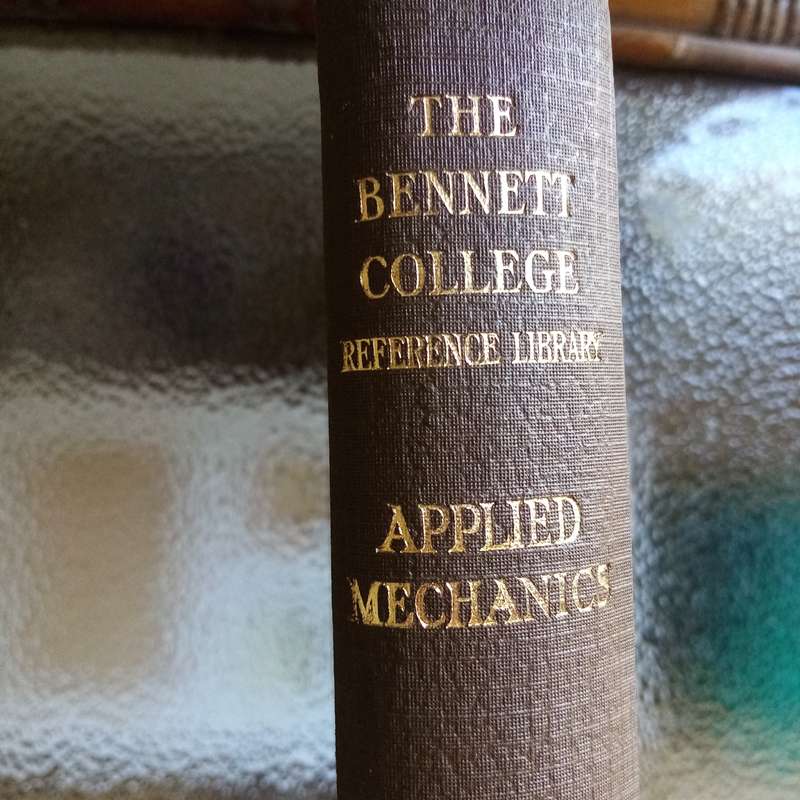 THE
BENNETT
COLLEGE
REFERENCE LIBRARY
APPLIED
MECHANICS